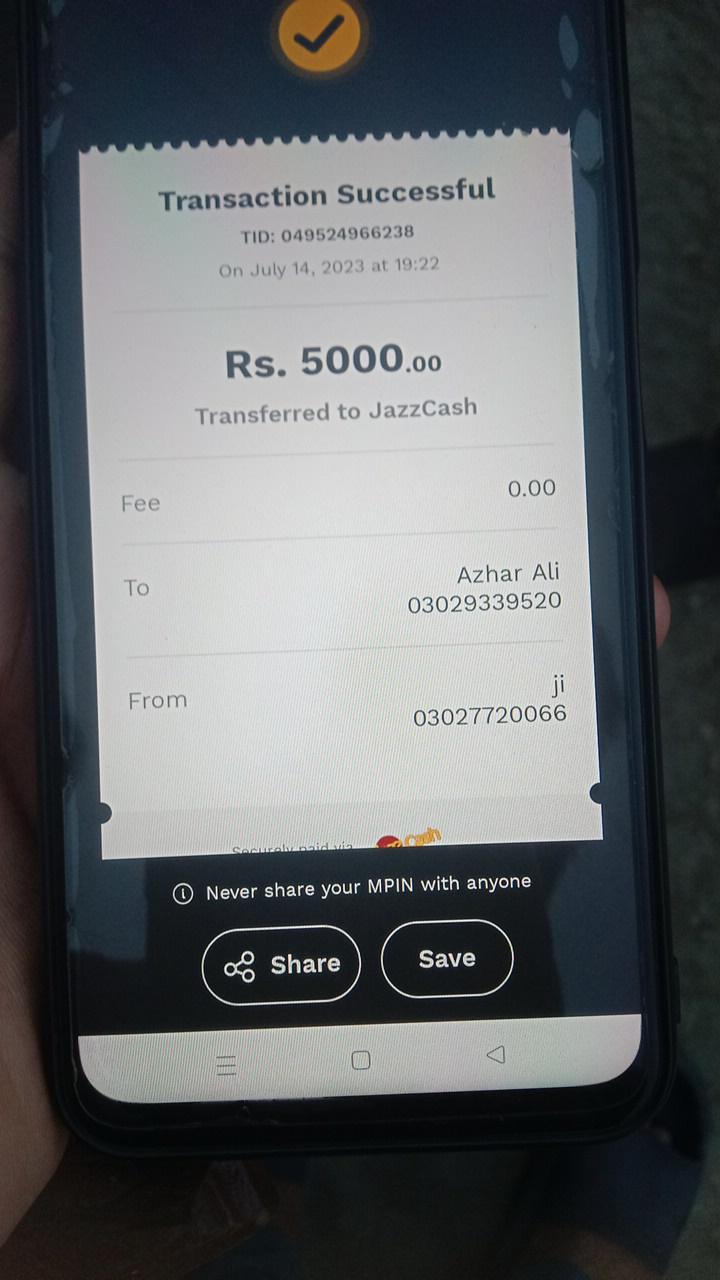 Transaction Successful
TID: 049524966238
On July 14, 2023 at 19:22
Rs. 5000.00
Transferred to JazzCash
Fee
0.00
To
Azhar Ali
03029339520
From
ji
03027720066
Securely paid via
Cash
Never share your MPIN with anyone
Share
Save